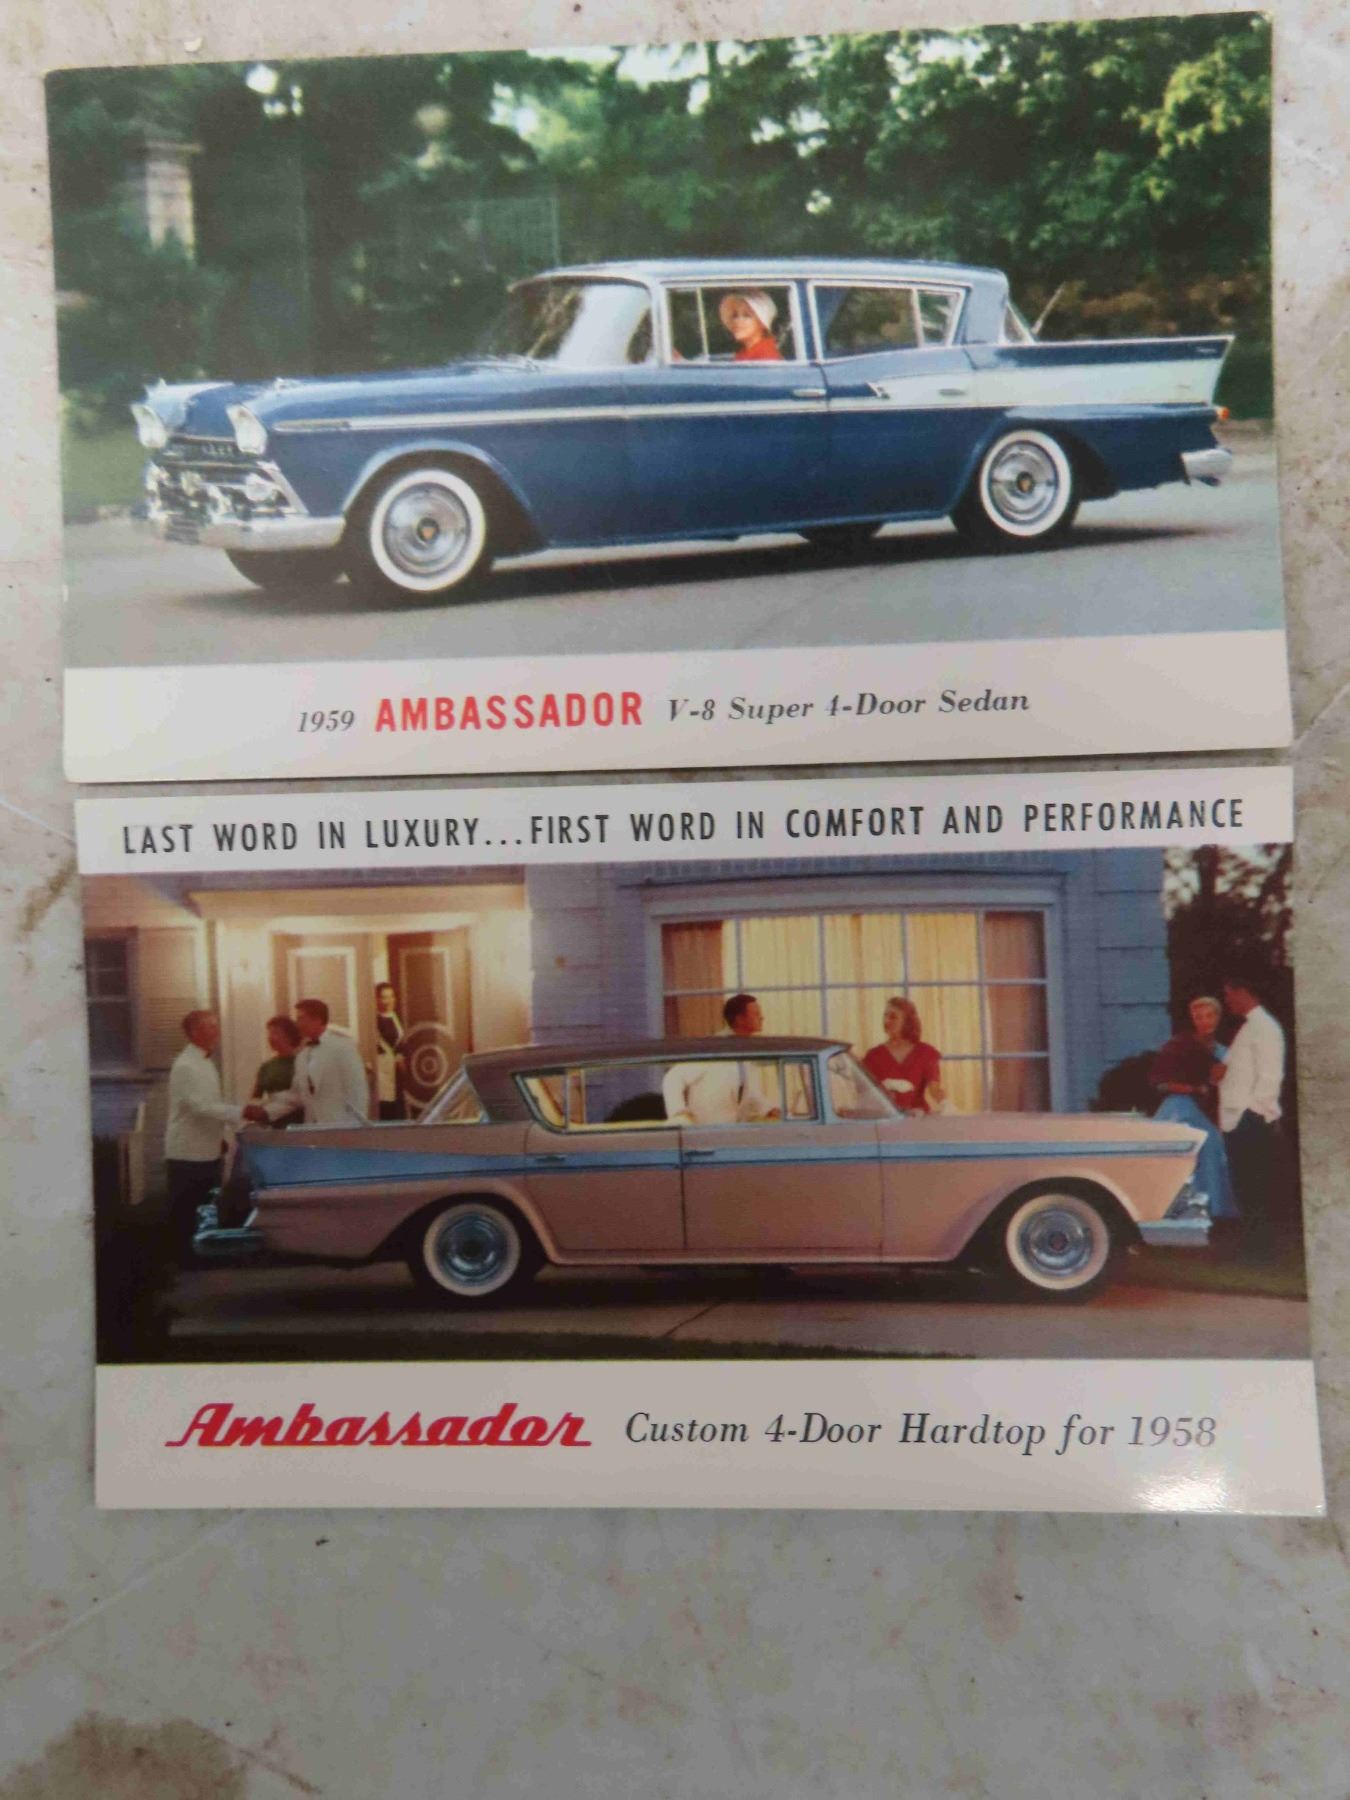 1959 AMBASSADOR V-8 Super 4-Door Sedan
LAST WORD IN LUXURY...FIRST WORD IN COMFORT AND PERFORMANCE
Ambassador Custom 4-Door Hardtop for 1958